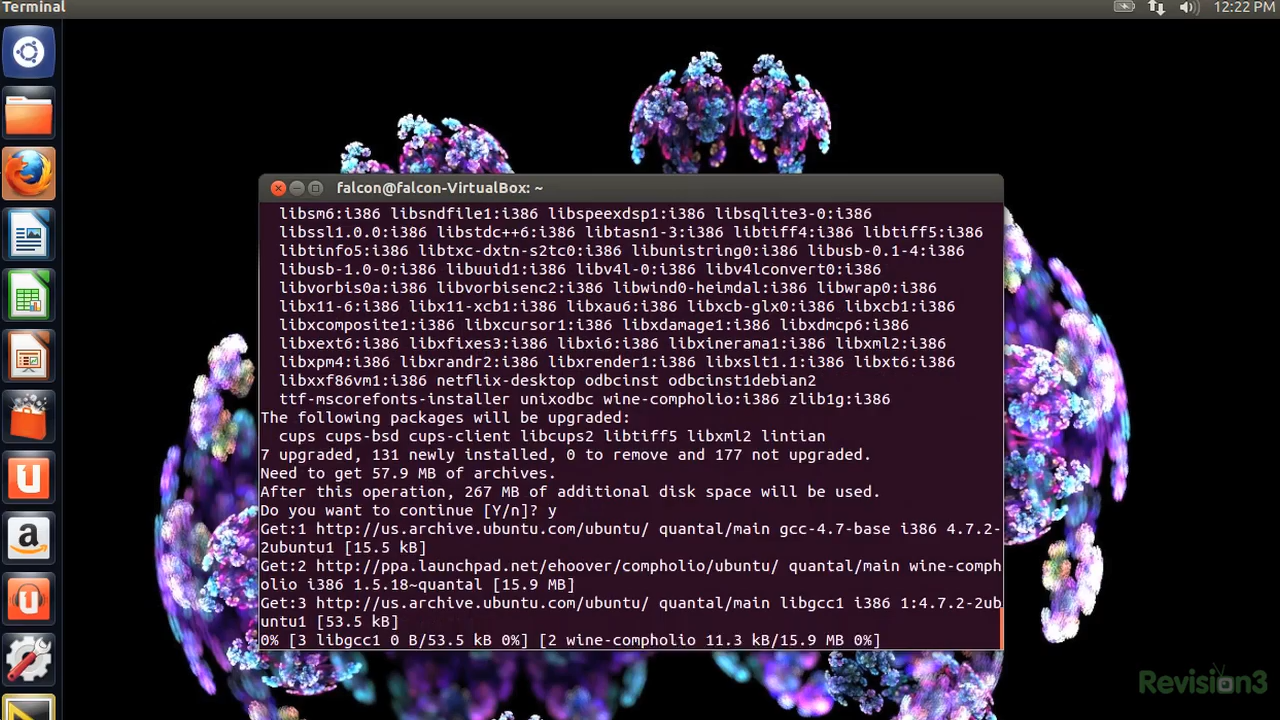 Terminal
12:22 PM
falcon@falcon-VirtualBox: ~
libsm6:i386 libsndfile1:i386 libspeexdsp1:i386 libsqlite3-0:i386
libssl1.0.0:i386 libstdc++6:i386 libtasn1-3:i386 libtiff4:i386 libtiff5:i386
libtinfo5:i386 libtxc-dxtn-s2tc0:i386 libunistring0:i386 libusb-0.1-4:i386
libusb-1.0-0:i386 libuuid1:i386 libv4l-0:i386 libv4lconvert0:i386
libvorbis0a:i386 libvorbisenc2:i386 libwind0-heimdal:i386 libwrap0:i386
libx11-6:i386 libx11-xcb1:i386 libxau6:i386 libxcb-glx0:i386 libxcb1:i386
libxcomposite1:i386 libxcursor1:i386 libxdamage1:i386 libxdmcp6:i386
libxext6:i386 libxfixes3:i386 libxi6:i386 libxinerama1:i386 libxml2:i386
libxpm4:i386 libxrandr2:i386 libxrender1:i386 libxslt1.1:i386 libxt6:i386
libxxf86vm1:i386 netflix-desktop odbcinst odbcinst1debian2
ttf-mscorefonts-installer unixodbc wine-compholio:i386 zlib1g:i386
The following packages will be upgraded:
cups cups-bsd cups-client libcups2 libtiff5 libxml2 lintian
7 upgraded, 131 newly installed, 0 to remove and 177 not upgraded.
Need to get 57.9 MB of archives.
After this operation, 267 MB of additional disk space will be used.
Do you want to continue [Y/n]? y
Get:1 http://us.archive.ubuntu.com/ubuntu/ quantal/main gcc-4.7-base i386 4.7.2-
2ubuntu1 [15.5 kB]
Get:2 http://ppa.launchpad.net/ehoover/compholio/ubuntu/ quantal/main wine-comph
olio i386 1.5.18~quantal [15.9 MB]
Get:3 http://us.archive.ubuntu.com/ubuntu/ quantal/main libgcc1 i386 1:4.7.2-2ub
untu1 [53.5 kB]
0% [3 libgcc1 0 B/53.5 kB 0%] [2 wine-compholio 11.3 kB/15.9 MB 0%]
Revision3